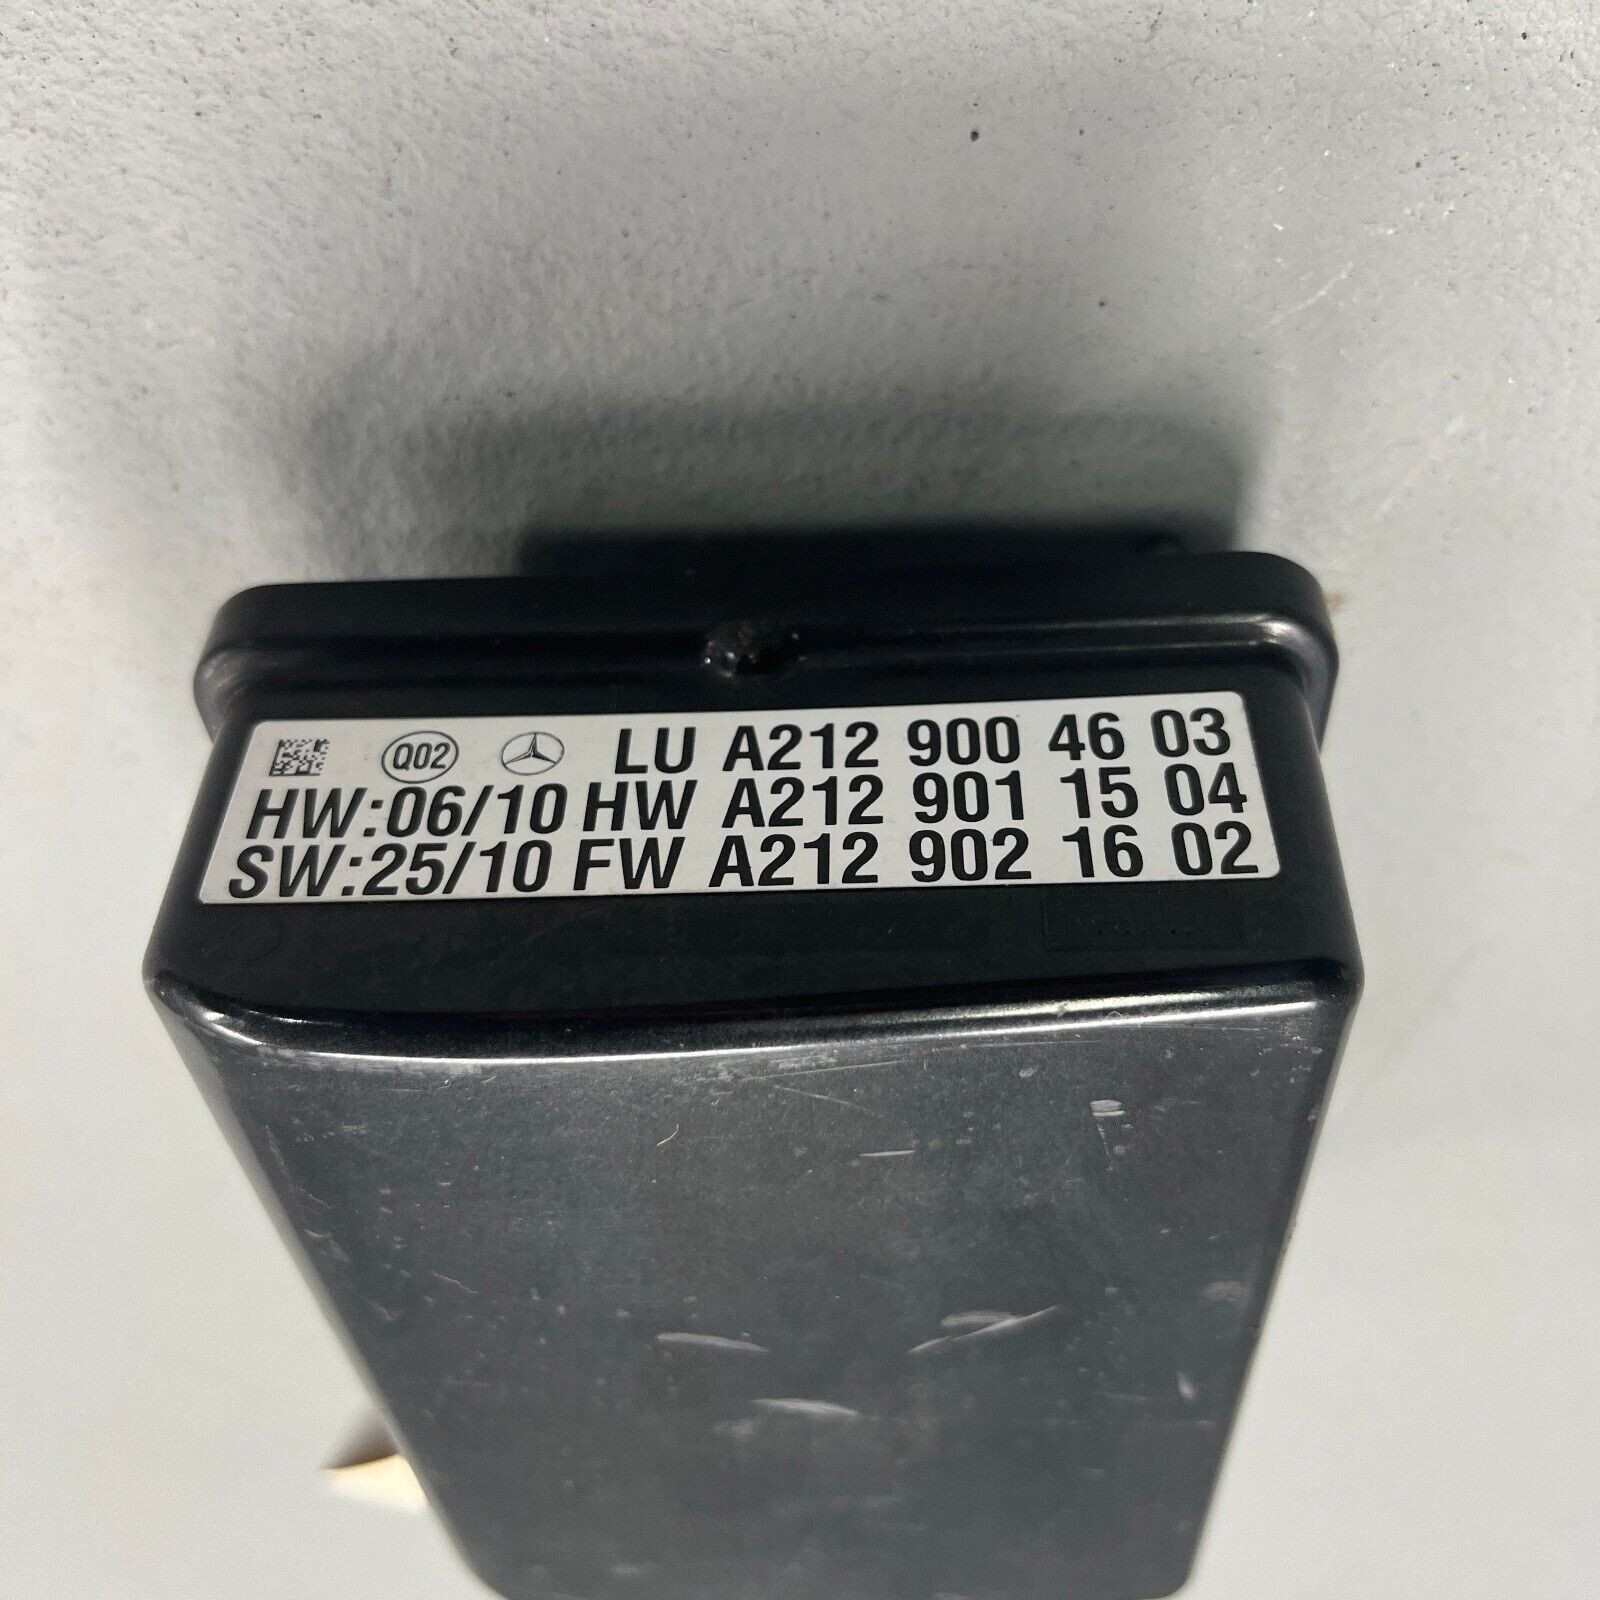 Q02 LU A212 900 46 03
HW:06/10 HW A212 901 15 04
SW:25/10 FW A212 902 16 02